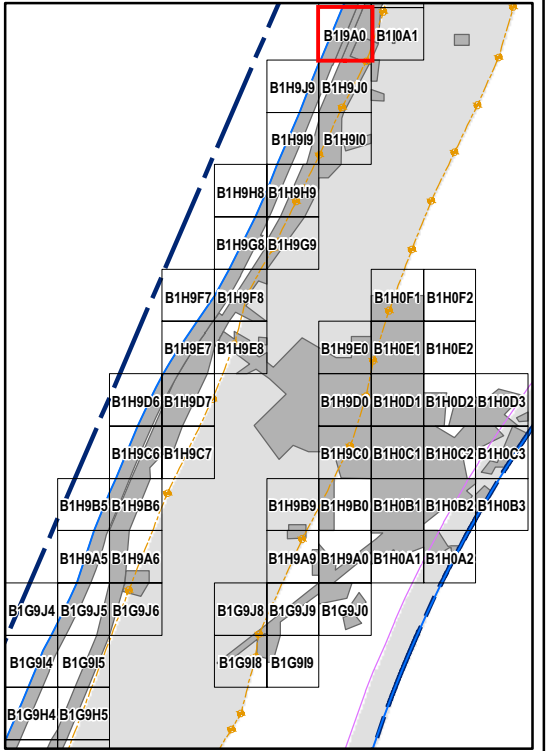 B1I9A0 B1I0A1
B1H9J9 B1H9J0
B1H9I9 B1H9I0
B1H9H8 B1H9H9
B1H9G8 B1H9G9
B1H9F7 B1H9F8 B1H0F1 B1H0F2
B1H9E7 B1H9E8 B1H9E0 B1H0E1 B1H0E2
B1H9D6 B1H9D7 B1H9D0 B1H0D1 B1H0D2 B1H0D3
B1H9C6 B1H9C7 B1H9C0 B1H0C1 B1H0C2 B1H0C3
B1H9B5 B1H9B6 B1H9B9 B1H9B0 B1H0B1 B1H0B2 B1H0B3
B1H9A5 B1H9A6 B1H9A9 B1H9A0 B1H0A1 B1H0A2
B1G9J4 B1G9J5 B1G9J6 B1G9J8 B1G9J9 B1G9J0
B1G9I4 B1G9I5 B1G9I8 B1G9I9
B1G9H4 B1G9H5